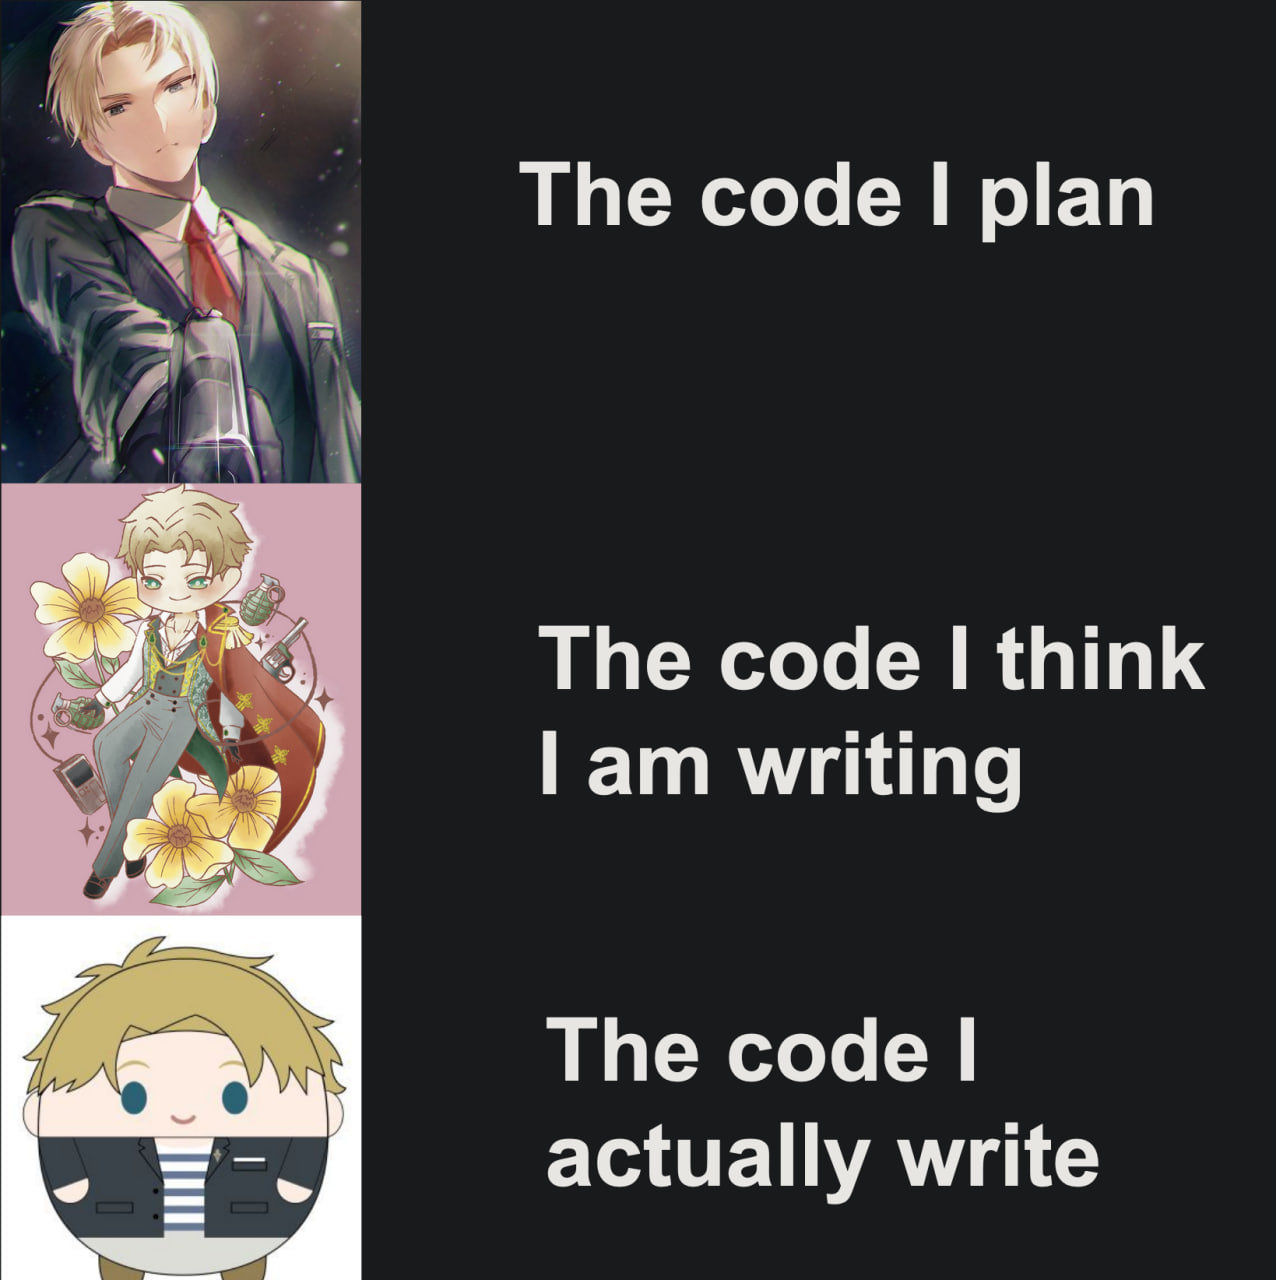 The code I plan
The code I think
I am writing
The code I
actually write